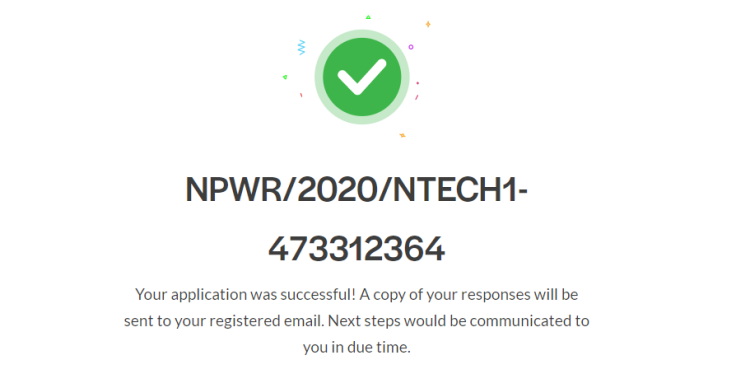 NPWR/2020/NTECH1-
473312364
Your application was successful! A copy of your responses will be
sent to your registered email. Next steps would be communicated to
you in due time.